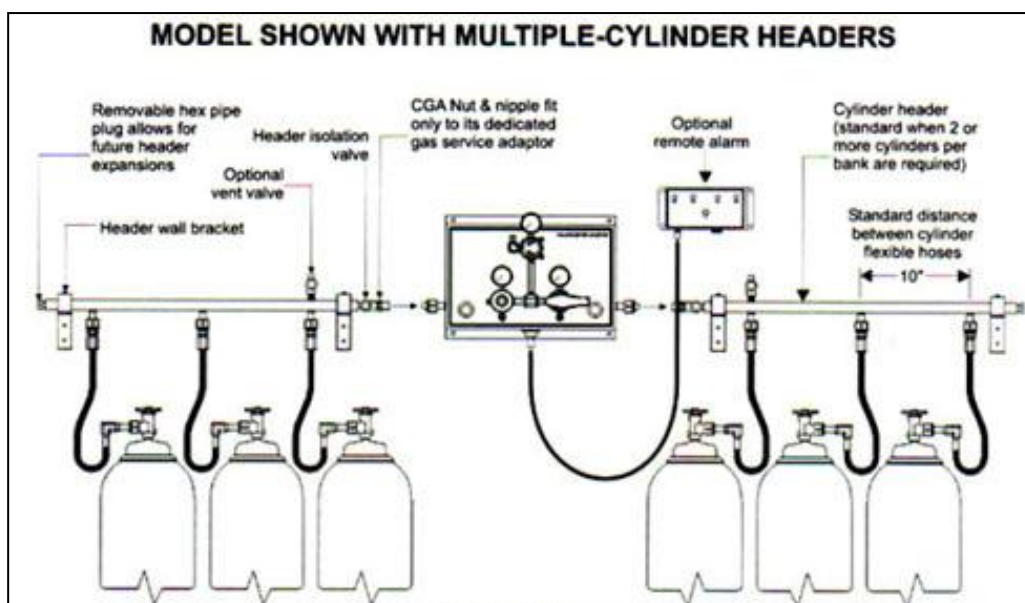 MODEL SHOWN WITH MULTIPLE-CYLINDER HEADERS
Removable hex pipe
plug allows for
future header
expansions
Header wall bracket
Optional
vent valve
Header isolation
valve
CGA Nut & nipple fit
only to its dedicated
gas service adaptor
Optional
remote alarm
Cylinder header
(standard when 2 or
more cylinders per
bank are required)
Standard distance
between cylinder
flexible hoses
10"